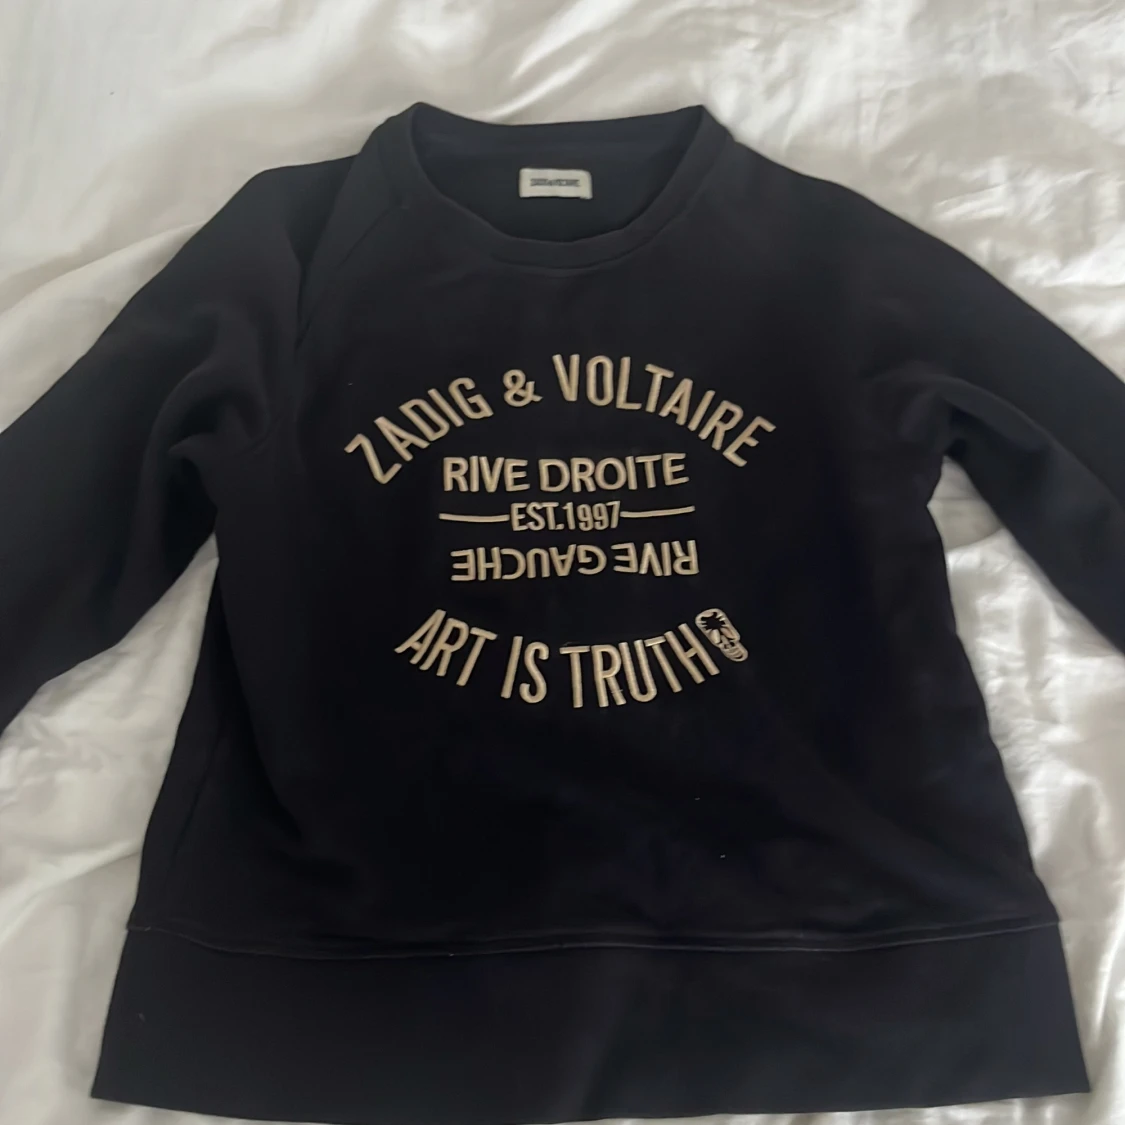 ZADIG & VOLTAIRE
RIVE DROITE
EST.1997
RIVE GAUCHE
ART IS TRUTH